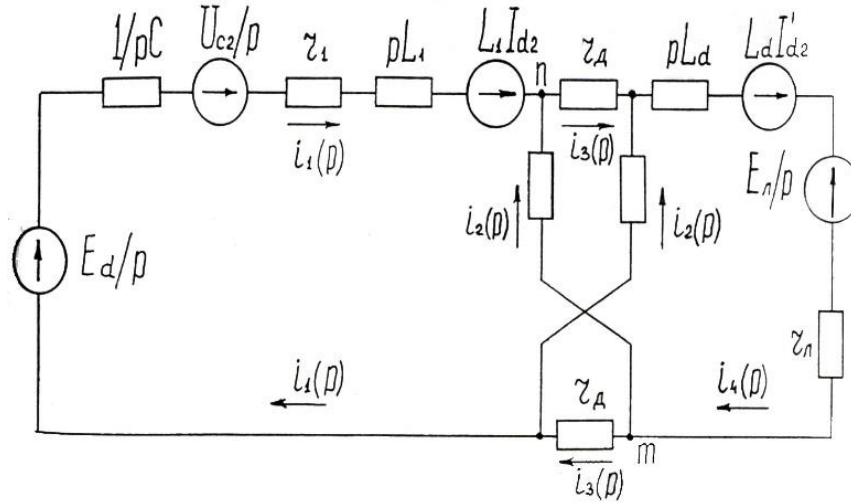 1/pC
U_c2/p
r_1
pL_1
L_1I_d2
n
r_Д
pL_d
L_dI'_d2
i_1(p)
i_3(p)
E_л/p
i_2(p)
i_2(p)
E_d/p
r_л
i_1(p)
i_4(p)
r_Д
m
i_3(p)